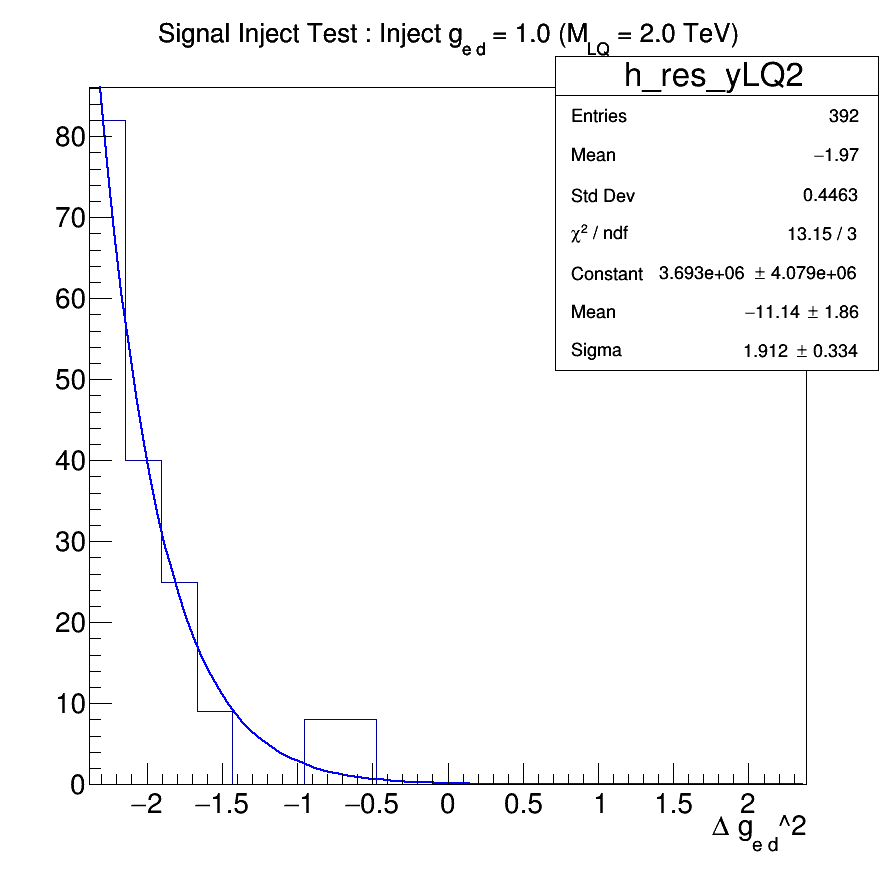 Signal Inject Test : Inject g_{e d} = 1.0 (M_{LQ} = 2.0 TeV)
h_res_yLQ2
Entries 392
Mean −1.97
Std Dev 0.4463
χ² / ndf 13.15 / 3
Constant 3.693e+06 ± 4.079e+06
Mean −11.14 ± 1.86
Sigma 1.912 ± 0.334
80
70
60
50
40
30
20
10
0
−2 −1.5 −1 −0.5 0 0.5 1 1.5 2
Δ g_{e d}^2